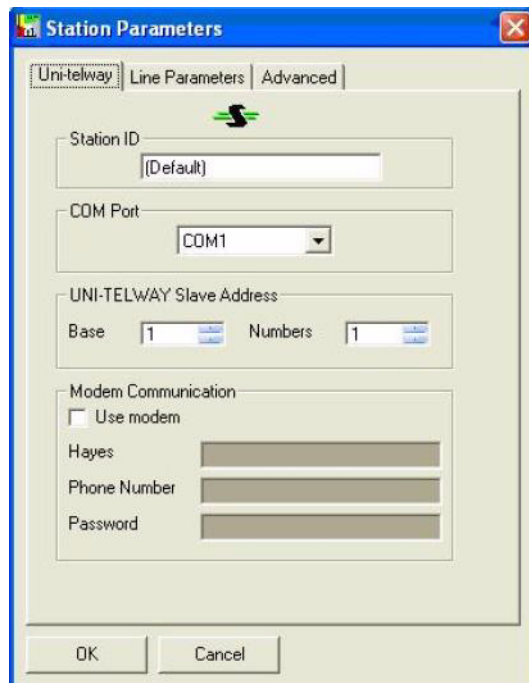 Station Parameters
Uni-telway Line Parameters Advanced
Station ID
(Default)
COM Port
COM1
UNI-TELWAY Slave Address
Base 1 Numbers 1
Modem Communication
Use modem
Hayes
Phone Number
Password
OK Cancel